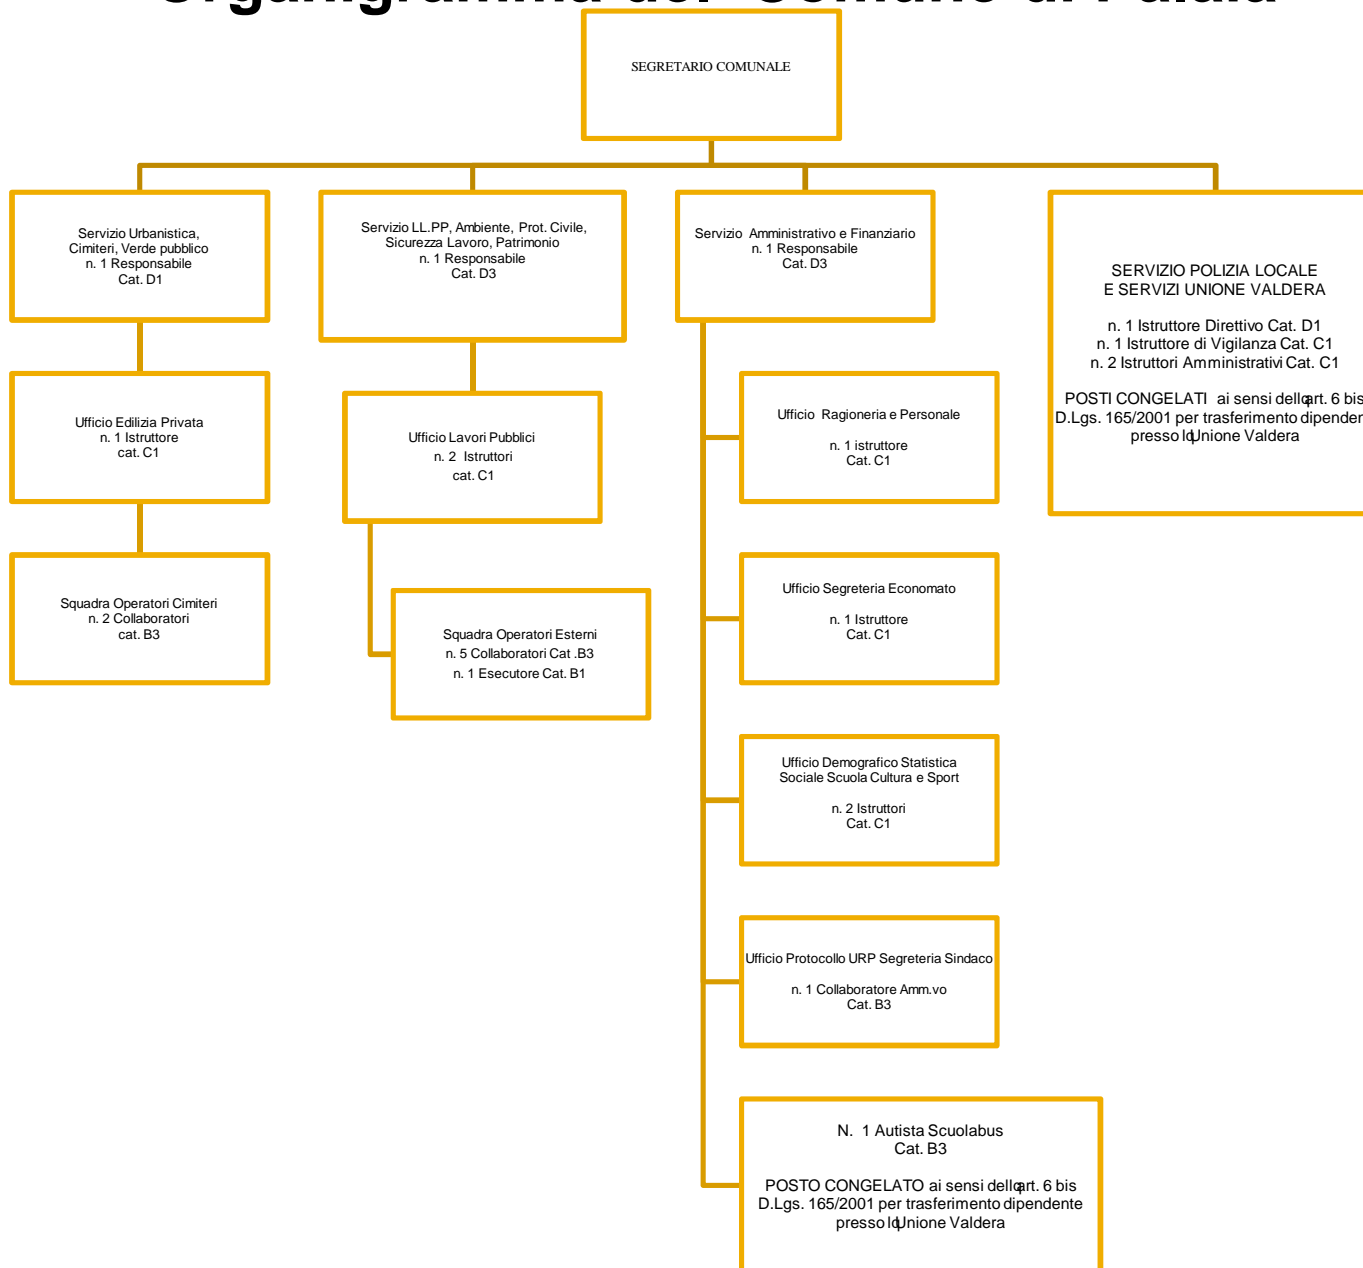 SEGRETARIO COMUNALE
Servizio Urbanistica,
Cimiteri, Verde pubblico
n. 1 Responsabile
Cat. D1
Servizio LL.PP, Ambiente, Prot. Civile,
Sicurezza Lavoro, Patrimonio
n. 1 Responsabile
Cat. D3
Servizio Amministrativo e Finanziario
n. 1 Responsabile
Cat. D3
SERVIZIO POLIZIA LOCALE
E SERVIZI UNIONE VALDERA
n. 1 Istruttore Direttivo Cat. D1
n. 1 Istruttore di Vigilanza Cat. C1
n. 2 Istruttori Amministrativi Cat. C1
POSTI CONGELATI ai sensi art. 6 bis
D.Lgs. 165/2001 per trasferimento
presso Unione Valdera
Ufficio Edilizia Privata
n. 1 Istruttore
cat. C1
Squadra Operatori Cimiteri
n. 2 Collaboratori
cat. B3
Ufficio Lavori Pubblici
n. 2 Istruttori
cat. C1
Squadra Operatori Esterni
n. 5 Collaboratori Cat .B3
n. 1 Esecutore Cat. B1
Ufficio Ragioneria e Personale
n. 1 istruttore
Cat. C1
Ufficio Segreteria Economato
n. 1 Istruttore
Cat. C1
Ufficio Demografico Statistica
Sociale Scuola Cultura e Sport
n. 2 Istruttori
Cat. C1
Ufficio Protocollo URP Segreteria Sindaco
n. 1 Collaboratore Amm.vo
Cat. B3
N. 1 Autista Scuolabus
Cat. B3
POSTO CONGELATO ai sensi art. 6 bis
D.Lgs. 165/2001 per trasferimento dipendente
presso Unione Valdera